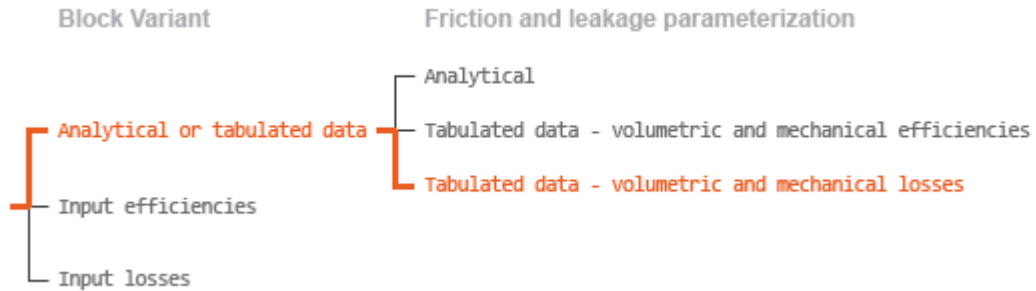 Block Variant Friction and leakage parameterization
Analytical
Analytical or tabulated data Tabulated data - volumetric and mechanical efficiencies
Tabulated data - volumetric and mechanical losses
Input efficiencies
Input losses